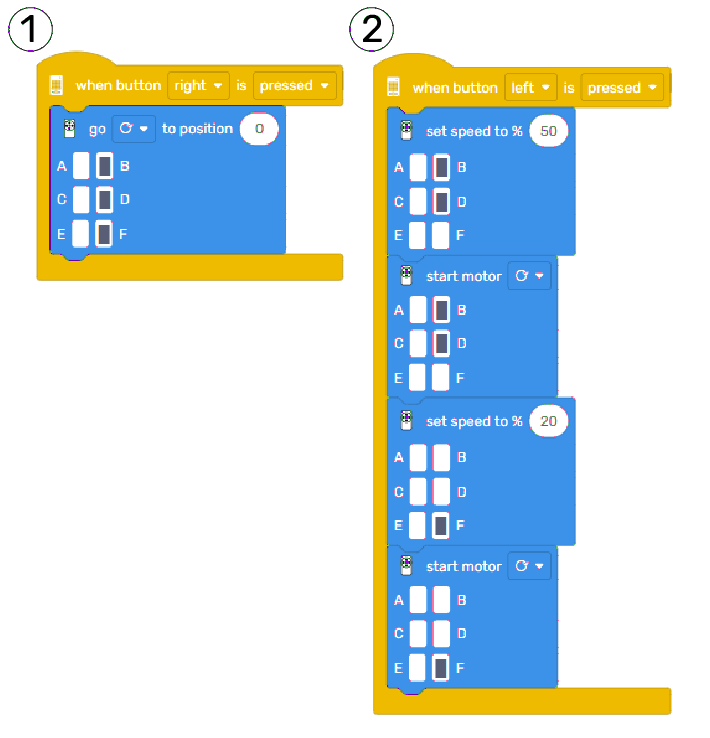 1
when button right is pressed
go to position 0
A B
C D
E F
2
when button left is pressed
set speed to % 50
A B
C D
E F
start motor
A B
C D
E F
set speed to % 20
A B
C D
E F
start motor
A B
C D
E F